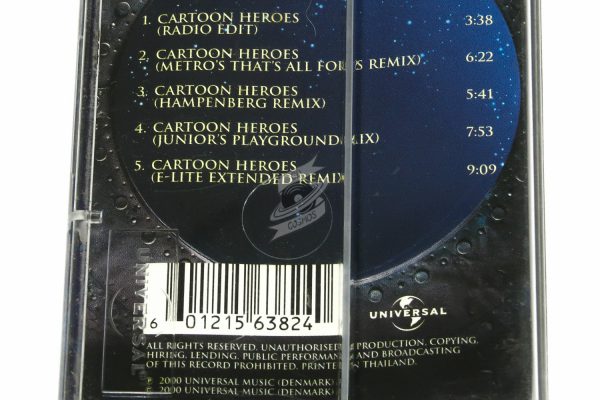 1. CARTOON HEROES 3:38
(RADIO EDIT)
2. CARTOON HEROES 6:22
(METRO'S THAT'S ALL FOLKS REMIX)
3. CARTOON HEROES 5:41
(HAMPENBERG REMIX)
4. CARTOON HEROES 7:53
(JUNIOR'S PLAYGROUND MIX)
5. CARTOON HEROES 9:09
(E-LITE EXTENDED REMIX)
COSMOS
UNIVERSAL
6 01215 63824
UNIVERSAL
ALL RIGHTS RESERVED. UNAUTHORISED REPRODUCTION, COPYING,
HIRING, LENDING, PUBLIC PERFORMANCE AND BROADCASTING
OF THIS RECORD PROHIBITED. PRINTED IN THAILAND.
℗ 2000 UNIVERSAL MUSIC (DENMARK)
© 2000 UNIVERSAL MUSIC (DENMARK)